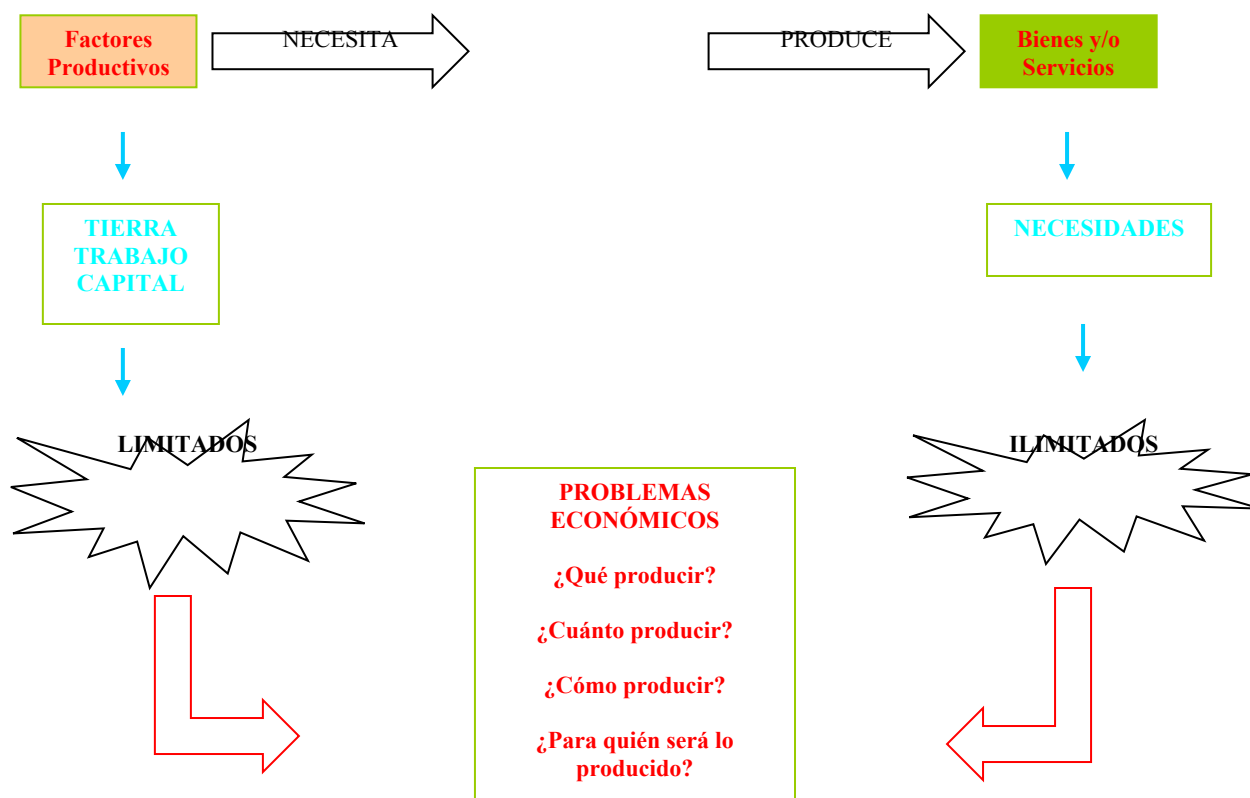 Factores
Productivos
NECESITA
PRODUCE
Bienes y/o
Servicios
TIERRA
TRABAJO
CAPITAL
NECESIDADES
LIMITADOS
ILIMITADOS
PROBLEMAS
ECONÓMICOS
¿Qué producir?
¿Cuánto producir?
¿Cómo producir?
¿Para quién será lo
producido?